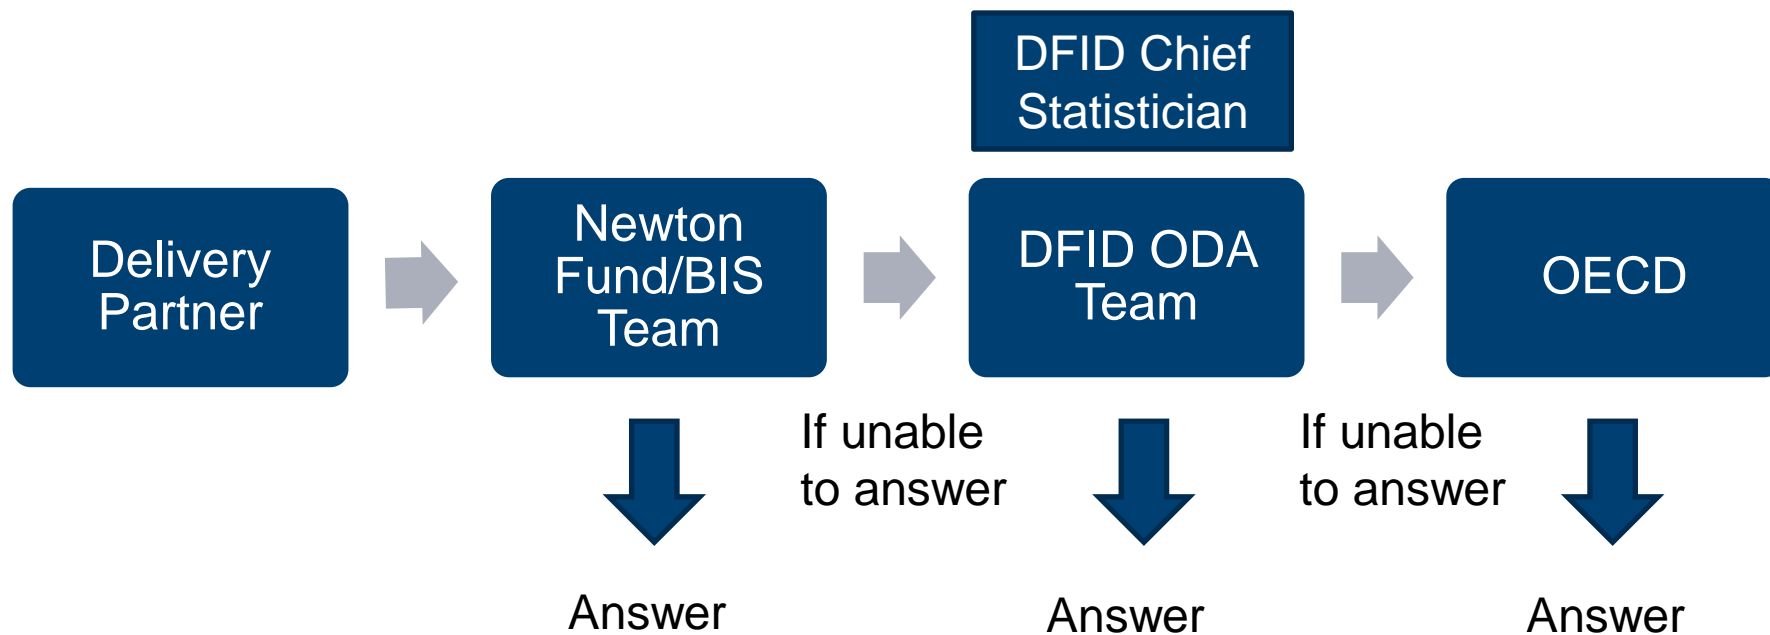 DFID Chief
Statistician
Delivery
Partner
Newton
Fund/BIS
Team
DFID ODA
Team
OECD
If unable
to answer
If unable
to answer
Answer
Answer
Answer